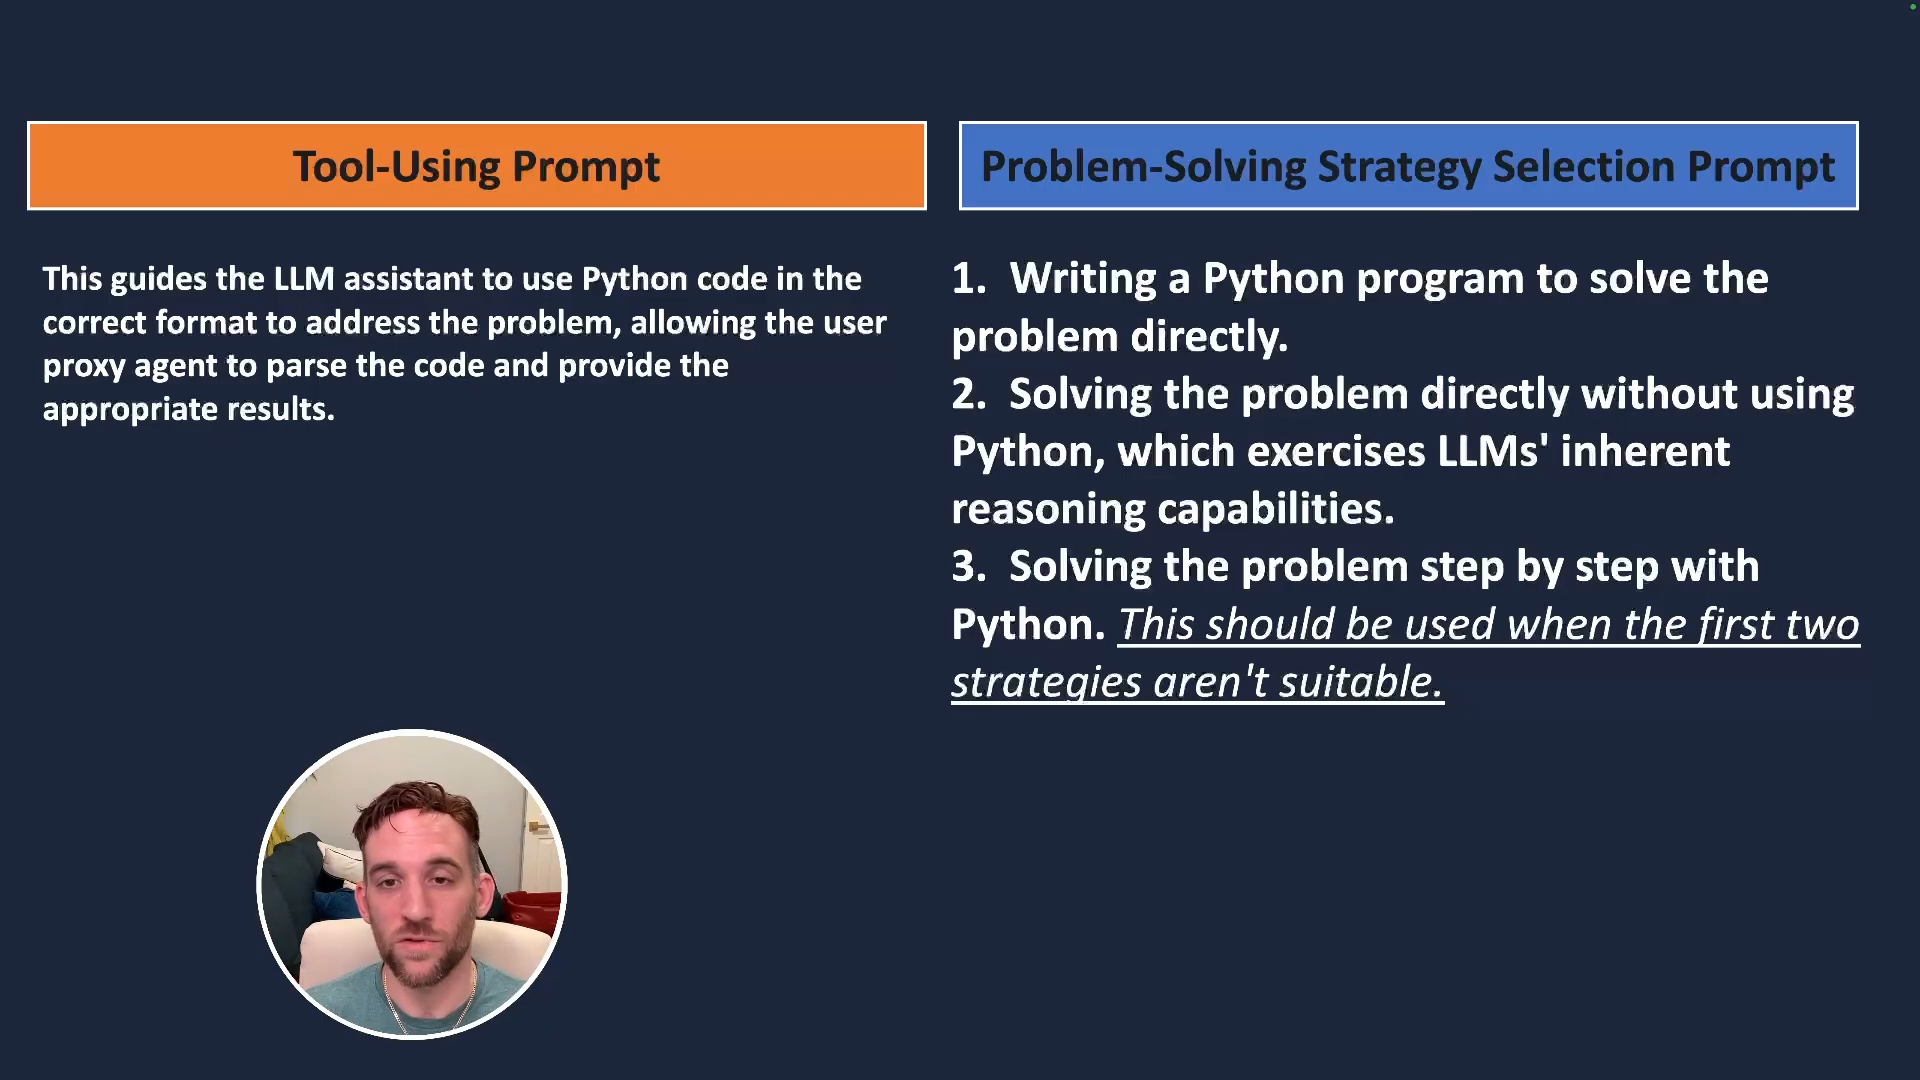 Tool-Using Prompt
This guides the LLM assistant to use Python code in the
correct format to address the problem, allowing the user
proxy agent to parse the code and provide the
appropriate results.
Problem-Solving Strategy Selection Prompt
1. Writing a Python program to solve the
problem directly.
2. Solving the problem directly without using
Python, which exercises LLMs' inherent
reasoning capabilities.
3. Solving the problem step by step with
Python. This should be used when the first two
strategies aren't suitable.